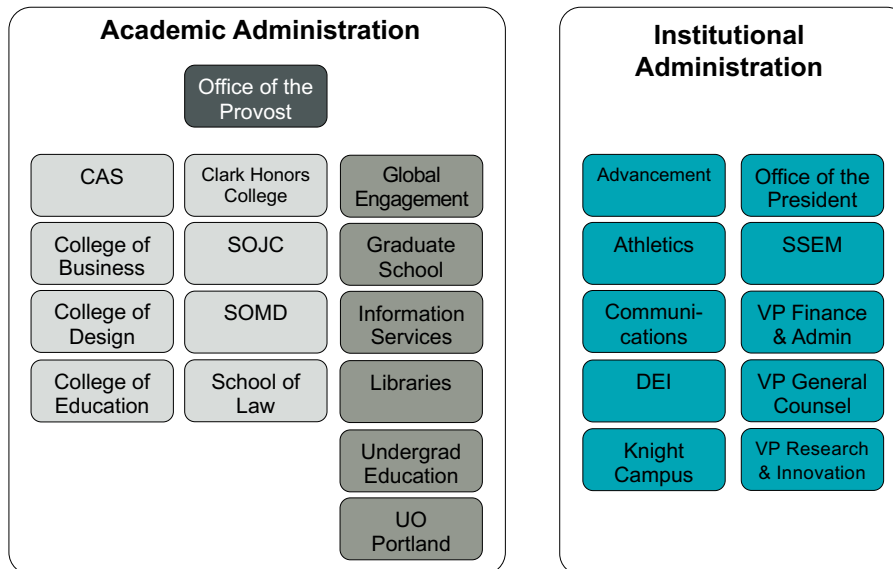 Academic Administration
Office of the
Provost
CAS
Clark Honors
College
Global
Engagement
College of
Business
SOJC
Graduate
School
College of
Design
SOMD
Information
Services
College of
Education
School of
Law
Libraries
Undergrad
Education
UO
Portland
Institutional
Administration
Advancement
Office of the
President
Athletics
SSEM
Communi-
cations
VP Finance
& Admin
DEI
VP General
Counsel
Knight
Campus
VP Research
& Innovation